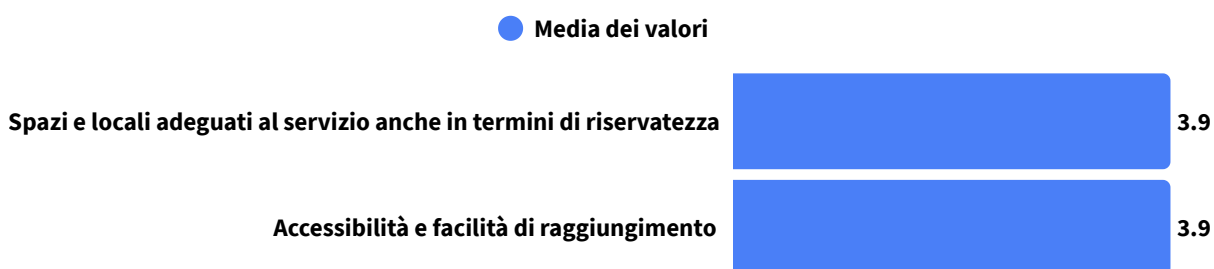 Media dei valori
Spazi e locali adeguati al servizio anche in termini di riservatezza
3.9
Accessibilità e facilità di raggiungimento
3.9